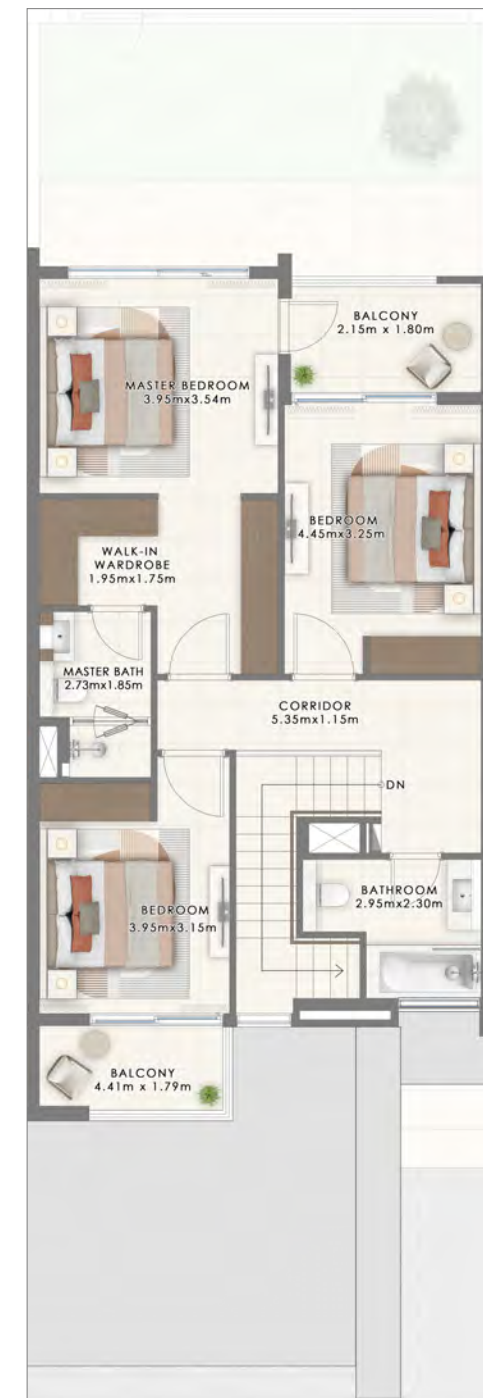 BALCONY
2.15m x 1.80m
MASTER BEDROOM
3.95mx3.54m
BEDROOM
4.45mx3.25m
WALK-IN
WARDROBE
1.95mx1.75m
MASTER BATH
2.73mx1.85m
CORRIDOR
5.35mx1.15m
DN
BATHROOM
2.95mx2.30m
BEDROOM
3.95mx3.15m
BALCONY
4.41m x 1.79m